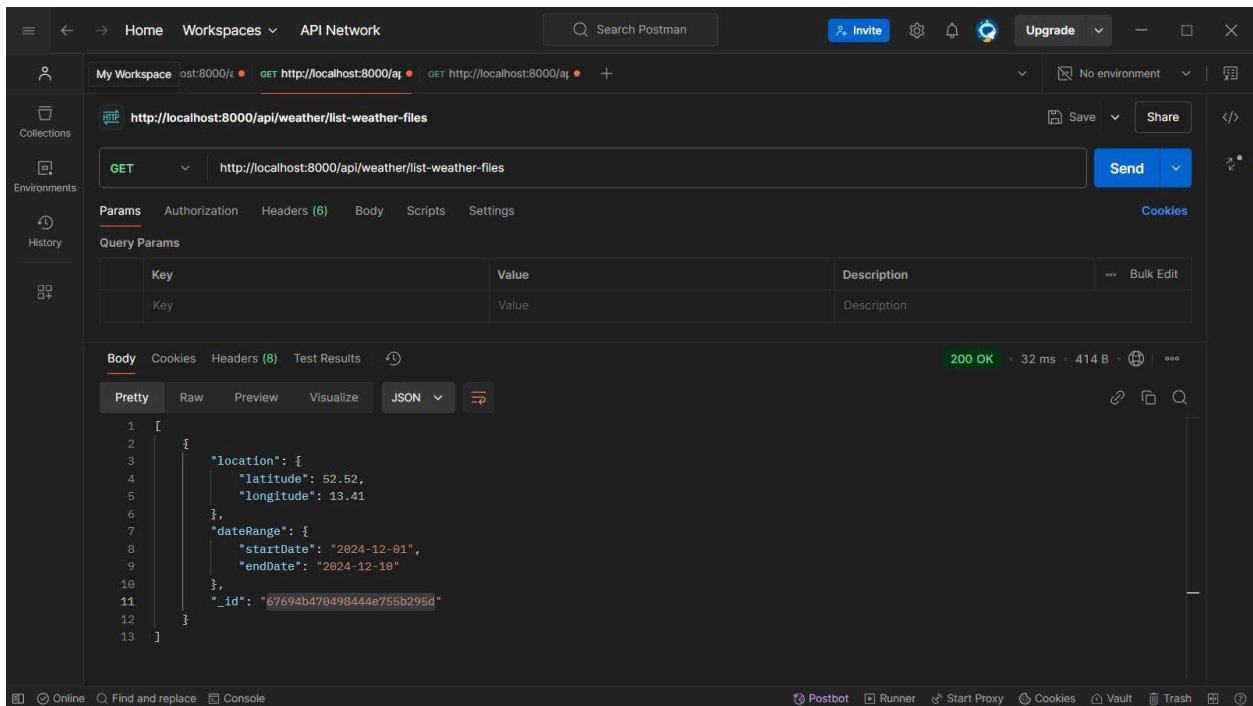 Home Workspaces API Network Search Postman Invite Upgrade
My Workspace ost:8000/a GET http://localhost:8000/ap GET http://localhost:8000/ap No environment
HTTP http://localhost:8000/api/weather/list-weather-files Save Share
Collections
GET http://localhost:8000/api/weather/list-weather-files Send
Environments
Params Authorization Headers (6) Body Scripts Settings Cookies
History
Query Params
Key Value Description Bulk Edit
Key Value Description
Body Cookies Headers (8) Test Results 200 OK 32 ms 414 B
Pretty Raw Preview Visualize JSON
1 [
2 {
3 "location": {
4 "latitude": 52.52,
5 "longitude": 13.41
6 },
7 "dateRange": {
8 "startDate": "2024-12-01",
9 "endDate": "2024-12-10"
10 },
11 "_id": "67694b470498444e755b295d"
12 }
13 ]
Online Find and replace Console Postbot Runner Start Proxy Cookies Vault Trash